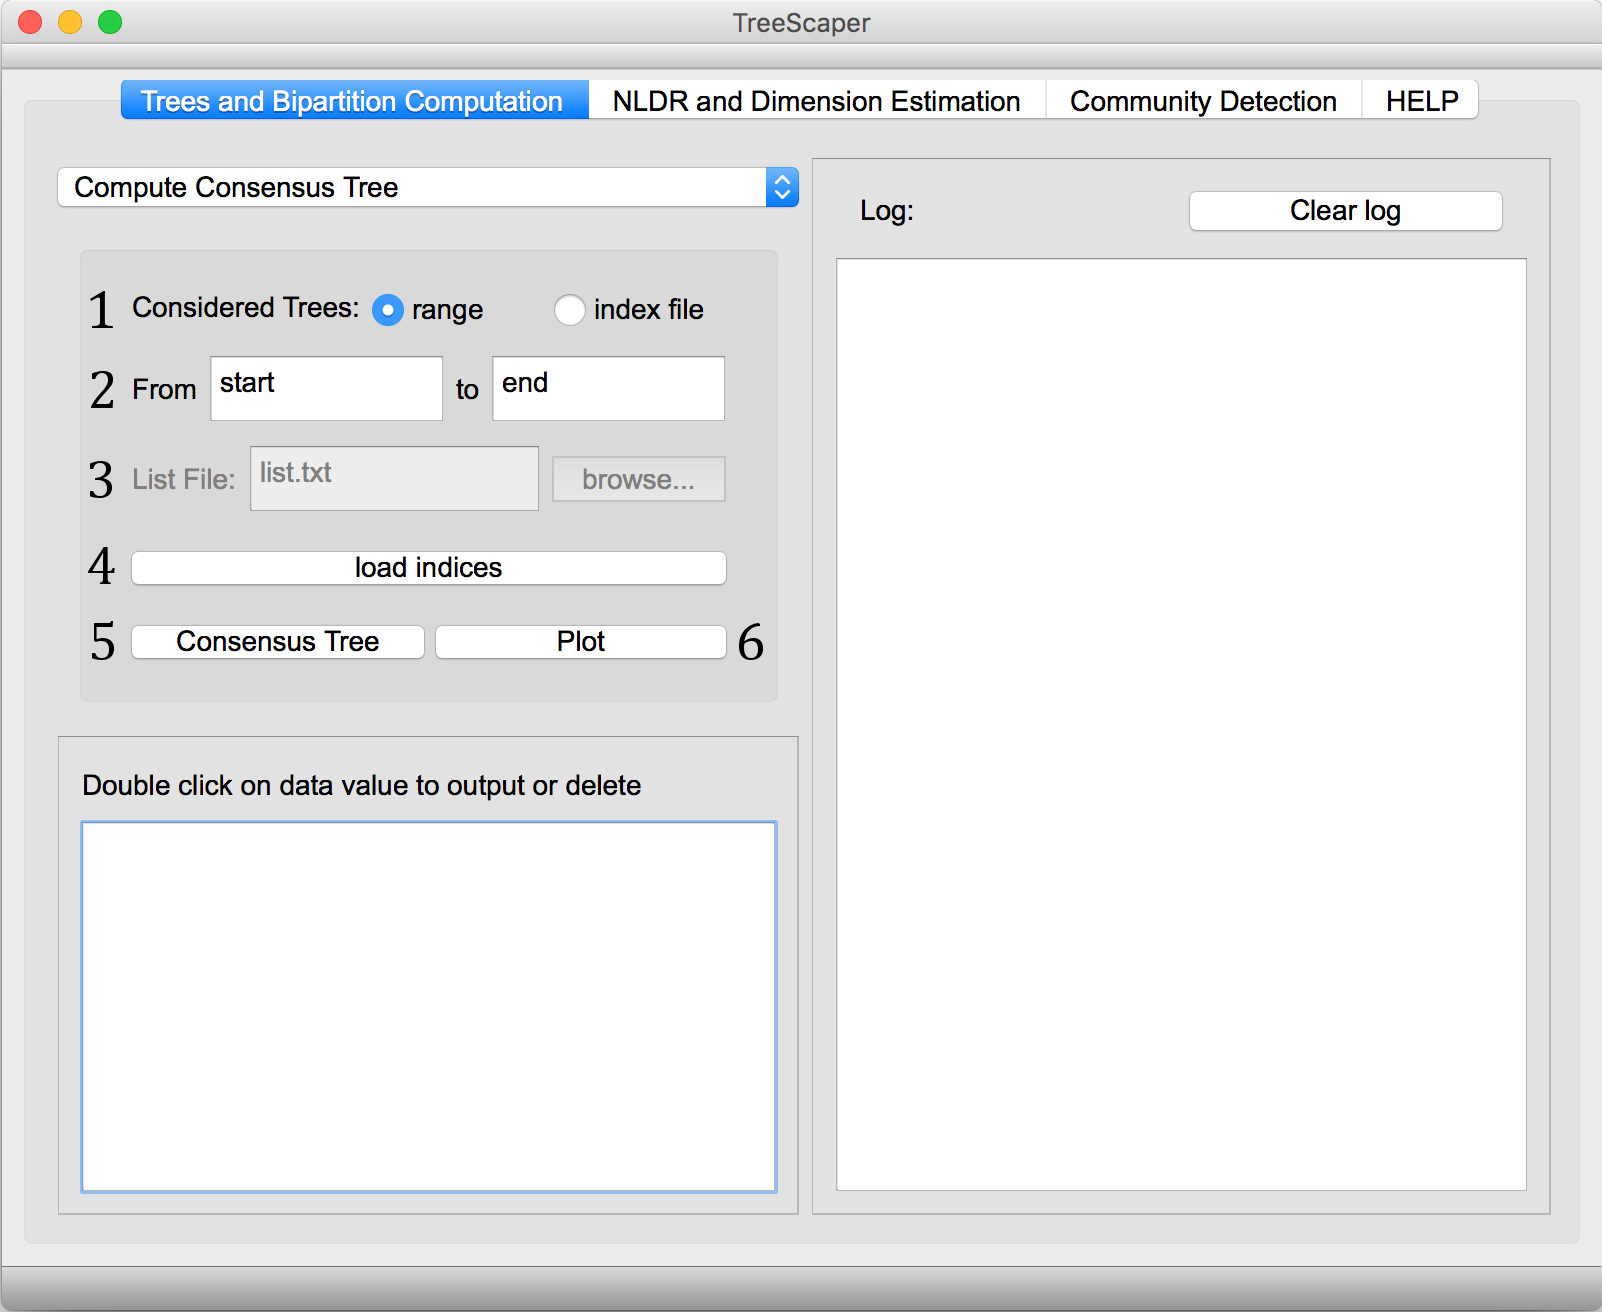 TreeScaper
Trees and Bipartition Computation NLDR and Dimension Estimation Community Detection HELP
Compute Consensus Tree
1 Considered Trees: range index file
2 From start to end
3 List File: list.txt browse...
4 load indices
5 Consensus Tree Plot 6
Double click on data value to output or delete
Log: Clear log